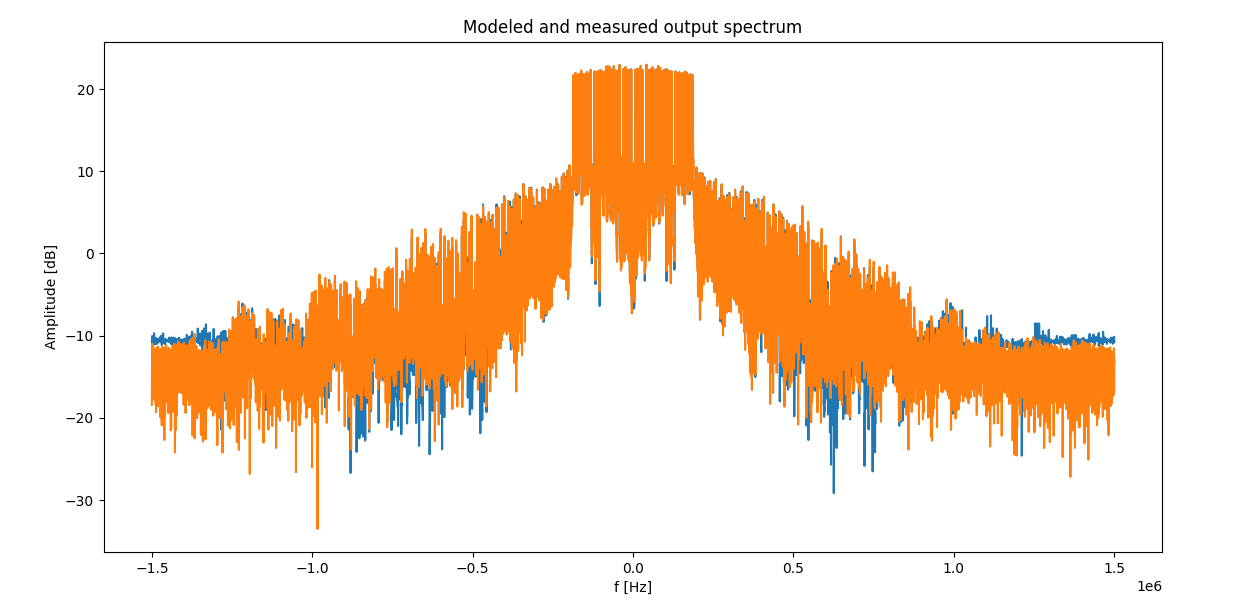 Modeled and measured output spectrum
Amplitude [dB]
20
10
0
−10
−20
−30
−1.5 −1.0 −0.5 0.0 0.5 1.0 1.5
1e6
f [Hz]